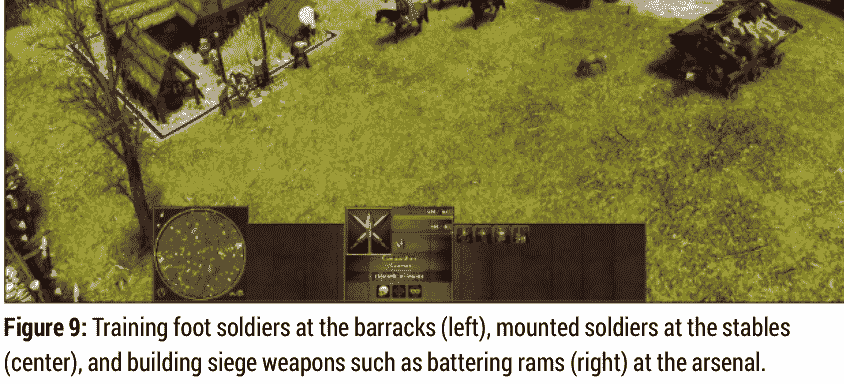 Figure 9: Training foot soldiers at the barracks (left), mounted soldiers at the stables
(center), and building siege weapons such as battering rams (right) at the arsenal.